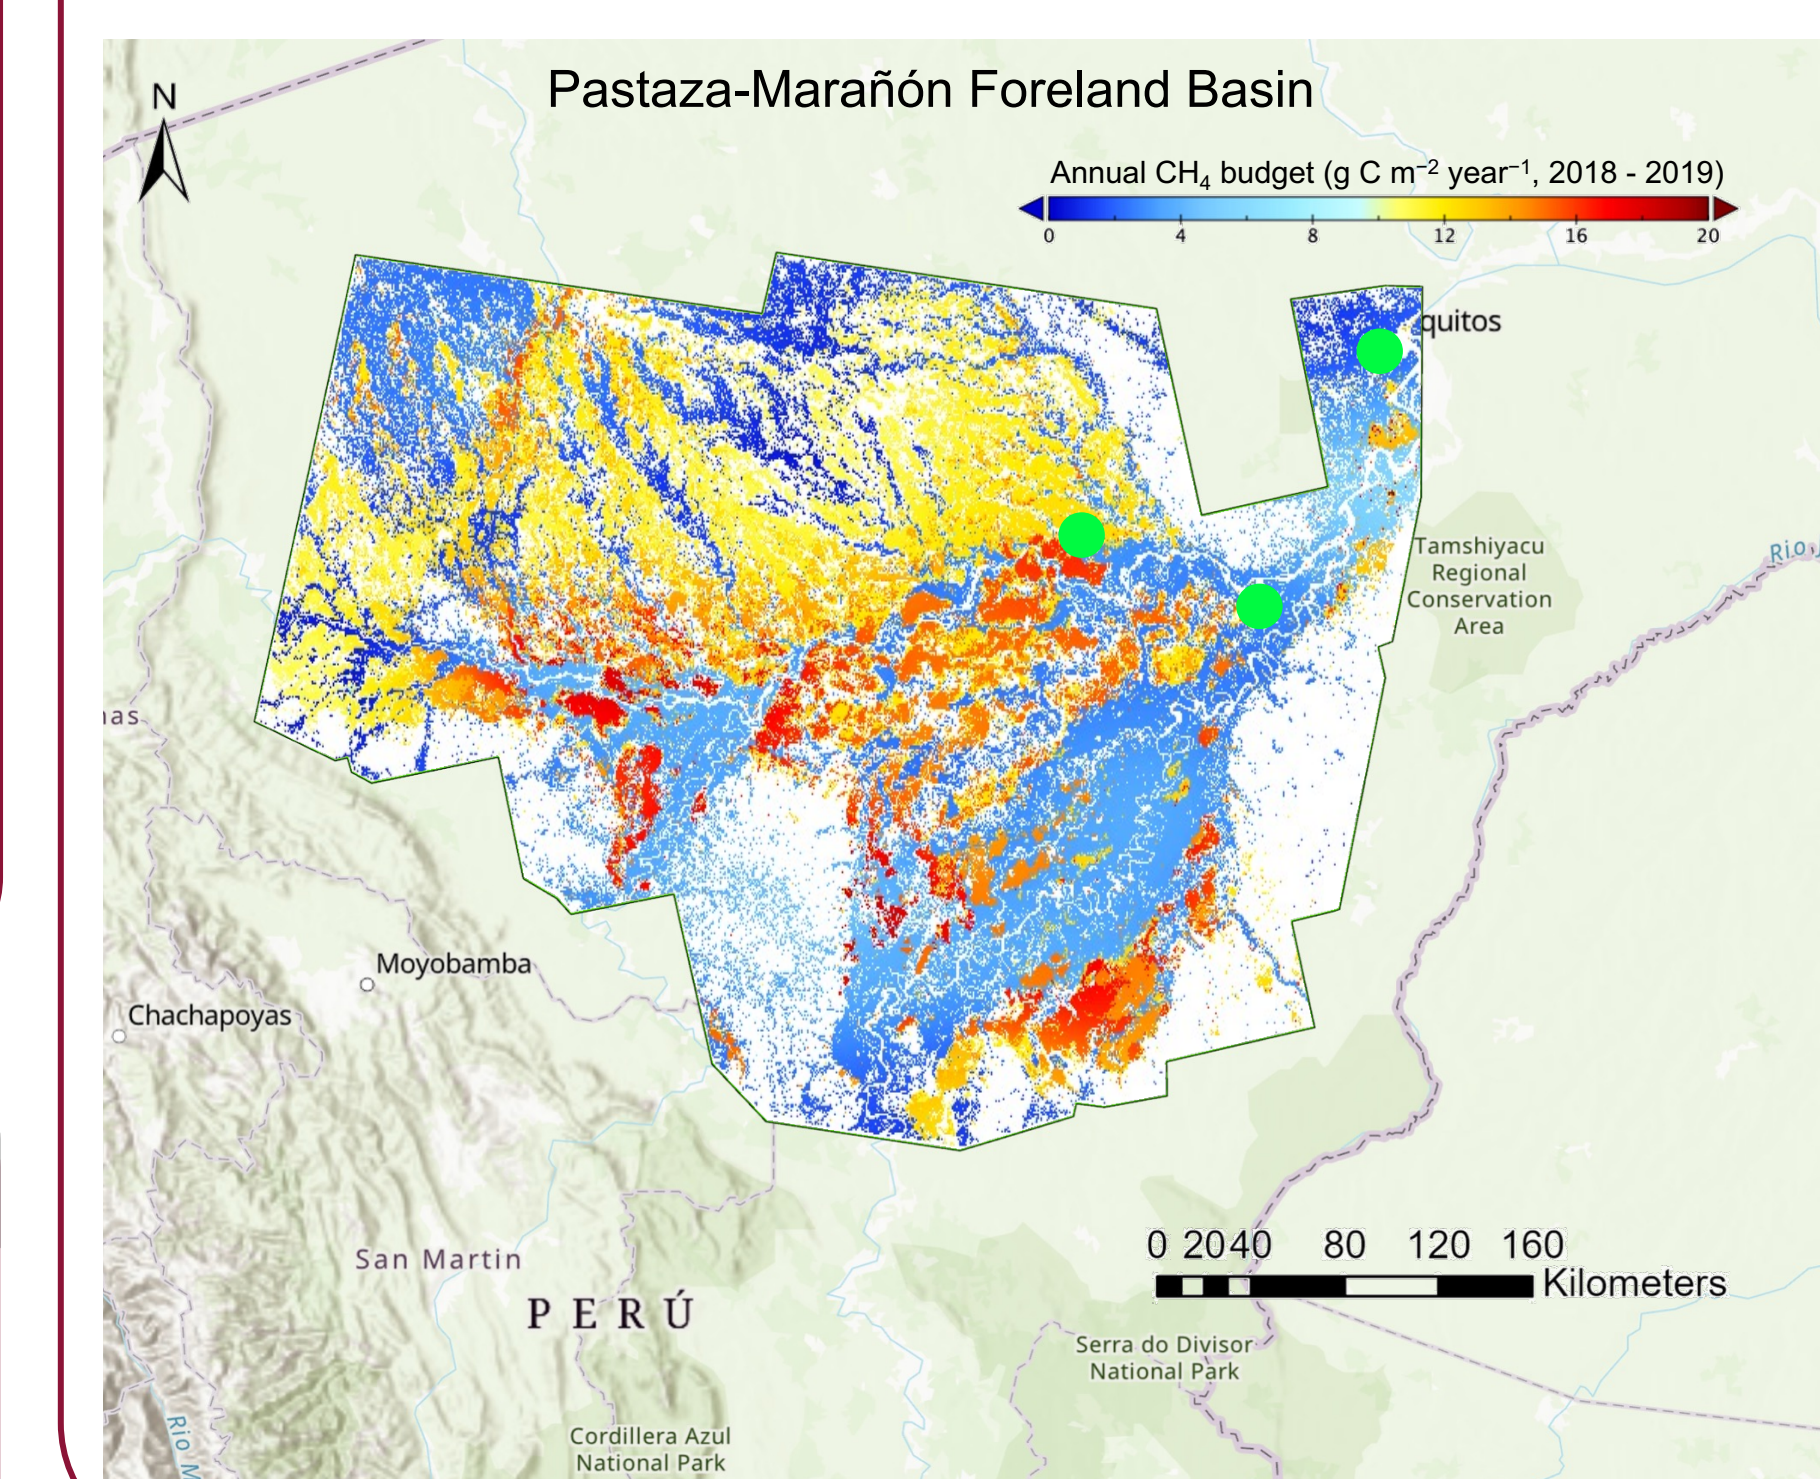 Pastaza-Marañón Foreland Basin
N
Annual CH₄ budget (g C m⁻² year⁻¹, 2018 - 2019)
0 4 8 12 16 20
quitos
Tamshiyacu
Regional
Conservation
Area
Rio
Moyobamba
Chachapoyas
San Martin
PERÚ
0 20 40 80 120 160
Kilometers
Serra do Divisor
National Park
Cordillera Azul
National Park
Rio M